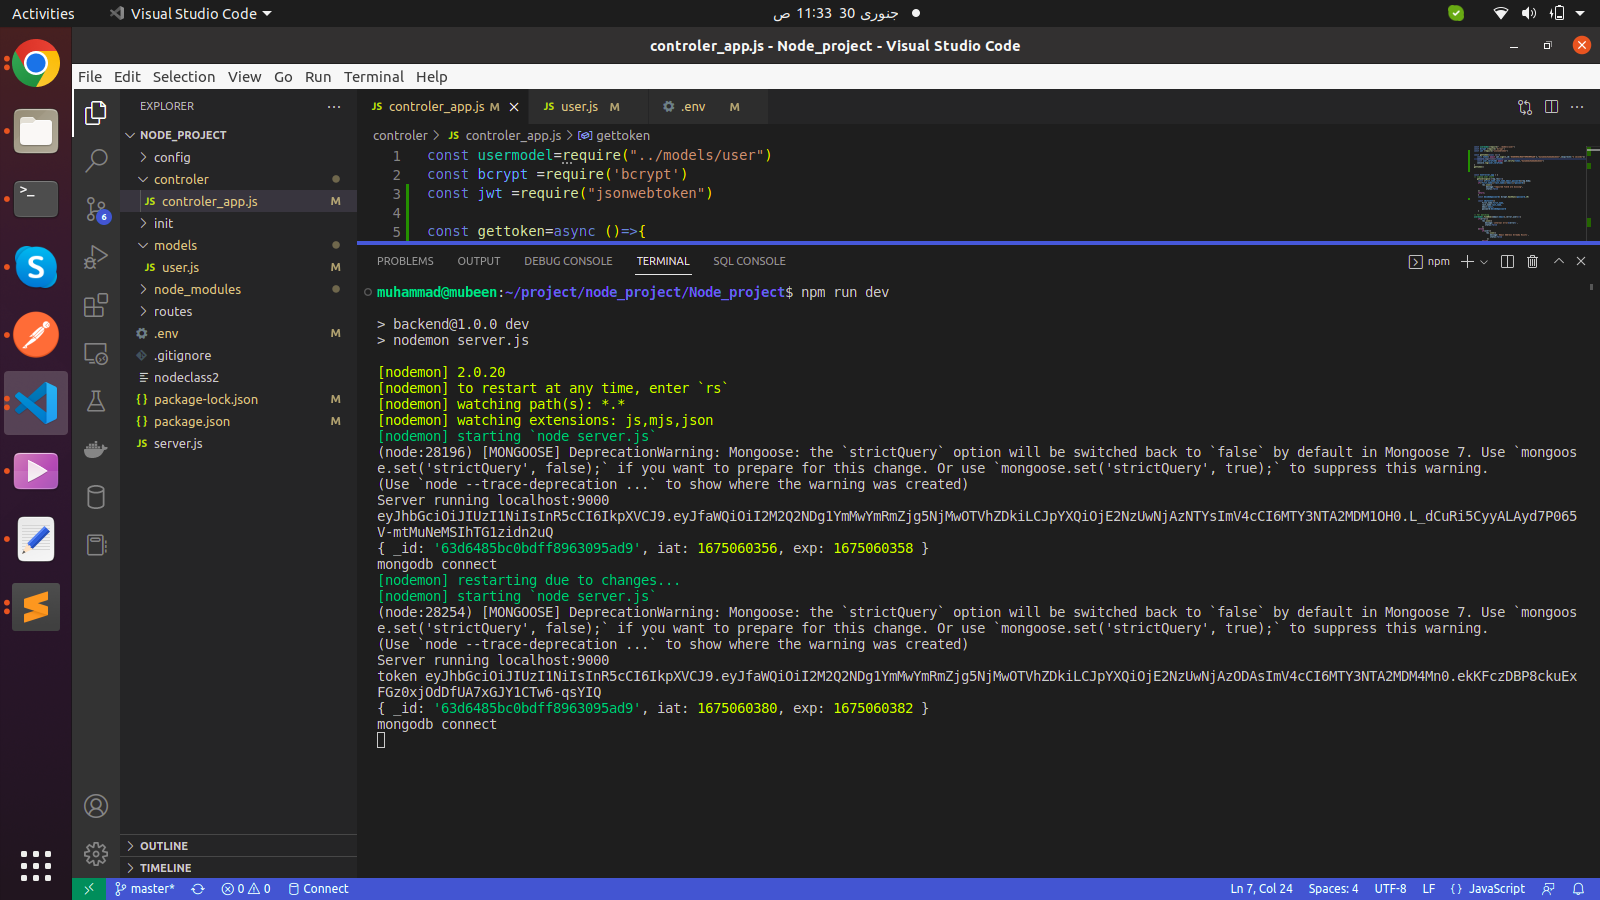 Activities
Visual Studio Code
جنوری 30 11:33 ص
controler_app.js - Node_project - Visual Studio Code
File Edit Selection View Go Run Terminal Help
EXPLORER
NODE_PROJECT
config
controler
JS controler_app.js M
init
models
JS user.js M
node_modules
routes
.env M
.gitignore
nodeclass2
{} package-lock.json M
{} package.json M
JS server.js
OUTLINE
TIMELINE
6
JS controler_app.js M
JS user.js M
.env M
controler > JS controler_app.js > gettoken
1 const usermodel=require("../models/user")
2 const bcrypt =require('bcrypt')
3 const jwt =require("jsonwebtoken")
4
5 const gettoken=async ()=>{
PROBLEMS OUTPUT DEBUG CONSOLE TERMINAL SQL CONSOLE
npm
muhammad@mubeen:~/project/node_project/Node_project$ npm run dev
> backend@1.0.0 dev
> nodemon server.js
[nodemon] 2.0.20
[nodemon] to restart at any time, enter `rs`
[nodemon] watching path(s): *.*
[nodemon] watching extensions: js,mjs,json
[nodemon] starting `node server.js`
(node:28196) [MONGOOSE] DeprecationWarning: Mongoose: the `strictQuery` option will be switched back to `false` by default in Mongoose 7. Use `mongoos
e.set('strictQuery', false);` if you want to prepare for this change. Or use `mongoose.set('strictQuery', true);` to suppress this warning.
(Use `node --trace-deprecation ...` to show where the warning was created)
Server running localhost:9000
eyJhbGciOiJIUzI1NiIsInR5cCI6IkpXVCJ9.eyJfaWQiOiI2M2Q2NDg1YmMwYmRmZjg5NjMwOTVhZDkiLCJpYXQiOjE2NzUwNjAzNTYsImV4cCI6MTY3NTA2MDM1OH0.L_dCuRi5CyyALAyd7P065
V-mtMuNeMSIhTG1zidn2uQ
{ _id: '63d6485bc0bdff8963095ad9', iat: 1675060356, exp: 1675060358 }
mongodb connect
[nodemon] restarting due to changes...
[nodemon] starting `node server.js`
(node:28254) [MONGOOSE] DeprecationWarning: Mongoose: the `strictQuery` option will be switched back to `false` by default in Mongoose 7. Use `mongoos
e.set('strictQuery', false);` if you want to prepare for this change. Or use `mongoose.set('strictQuery', true);` to suppress this warning.
(Use `node --trace-deprecation ...` to show where the warning was created)
Server running localhost:9000
token eyJhbGciOiJIUzI1NiIsInR5cCI6IkpXVCJ9.eyJfaWQiOiI2M2Q2NDg1YmMwYmRmZjg5NjMwOTVhZDkiLCJpYXQiOjE2NzUwNjAzODAsImV4cCI6MTY3NTA2MDM4Mn0.ekKFczDBP8ckuEx
FGz0xjOdDfUA7xGJY1CTw6-qsYIQ
{ _id: '63d6485bc0bdff8963095ad9', iat: 1675060380, exp: 1675060382 }
mongodb connect
master* 0 0 Connect
Ln 7, Col 24 Spaces: 4 UTF-8 LF {} JavaScript